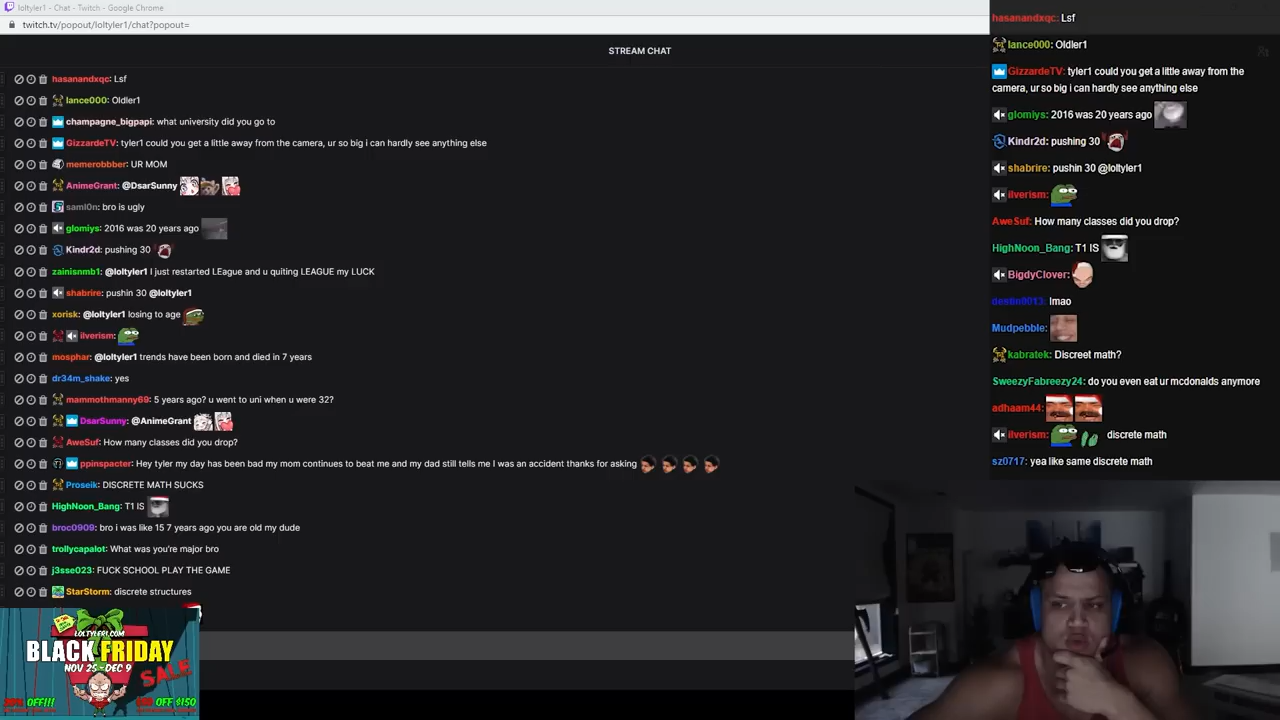 loltyler1 - Chat - Twitch - Google Chrome
twitch.tv/popout/loltyler1/chat?popout=
STREAM CHAT
hasanandxqc: Lsf
lance000: Oldler1
champagne_bigpapi: what university did you go to
GizzardeTV: tyler1 could you get a little away from the camera, ur so big i can hardly see anything else
memerobbber: UR MOM
AnimeGrant: @DsarSunny
saml0n: bro is ugly
glomiys: 2016 was 20 years ago
Kindr2d: pushing 30
zainisnmb1: @loltyler1 I just restarted LEague and u quiting LEAGUE my LUCK
shabrire: pushin 30 @loltyler1
xorisk: @loltyler1 losing to age
ilverism:
mosphar: @loltyler1 trends have been born and died in 7 years
dr34m_shake: yes
mammothmanny69: 5 years ago? u went to uni when u were 32?
DsarSunny: @AnimeGrant
AweSuf: How many classes did you drop?
ppinspacter: Hey tyler my day has been bad my mom continues to beat me and my dad still tells me I was an accident thanks for asking
Proseik: DISCRETE MATH SUCKS
HighNoon_Bang: T1 IS
broc0909: bro i was like 15 7 years ago you are old my dude
trollycapalot: What was you're major bro
j3sse023: FUCK SCHOOL PLAY THE GAME
StarStorm: discrete structures
LOLTYLER1.COM
BLACK FRIDAY
NOV 25 - DEC 9
SALE
OFF!!!
OFF $150
hasanandxqc: Lsf
lance000: Oldler1
GizzardeTV: tyler1 could you get a little away from the
camera, ur so big i can hardly see anything else
glomiys: 2016 was 20 years ago
Kindr2d: pushing 30
shabrire: pushin 30 @loltyler1
ilverism:
AweSuf: How many classes did you drop?
HighNoon_Bang: T1 IS
BigdyClover:
destin0013: lmao
Mudpebble:
kabratek: Discreet math?
SweezyFabreezy24: do you even eat ur mcdonalds anymore
adhaam44:
ilverism: discrete math
sz0717: yea like same discrete math